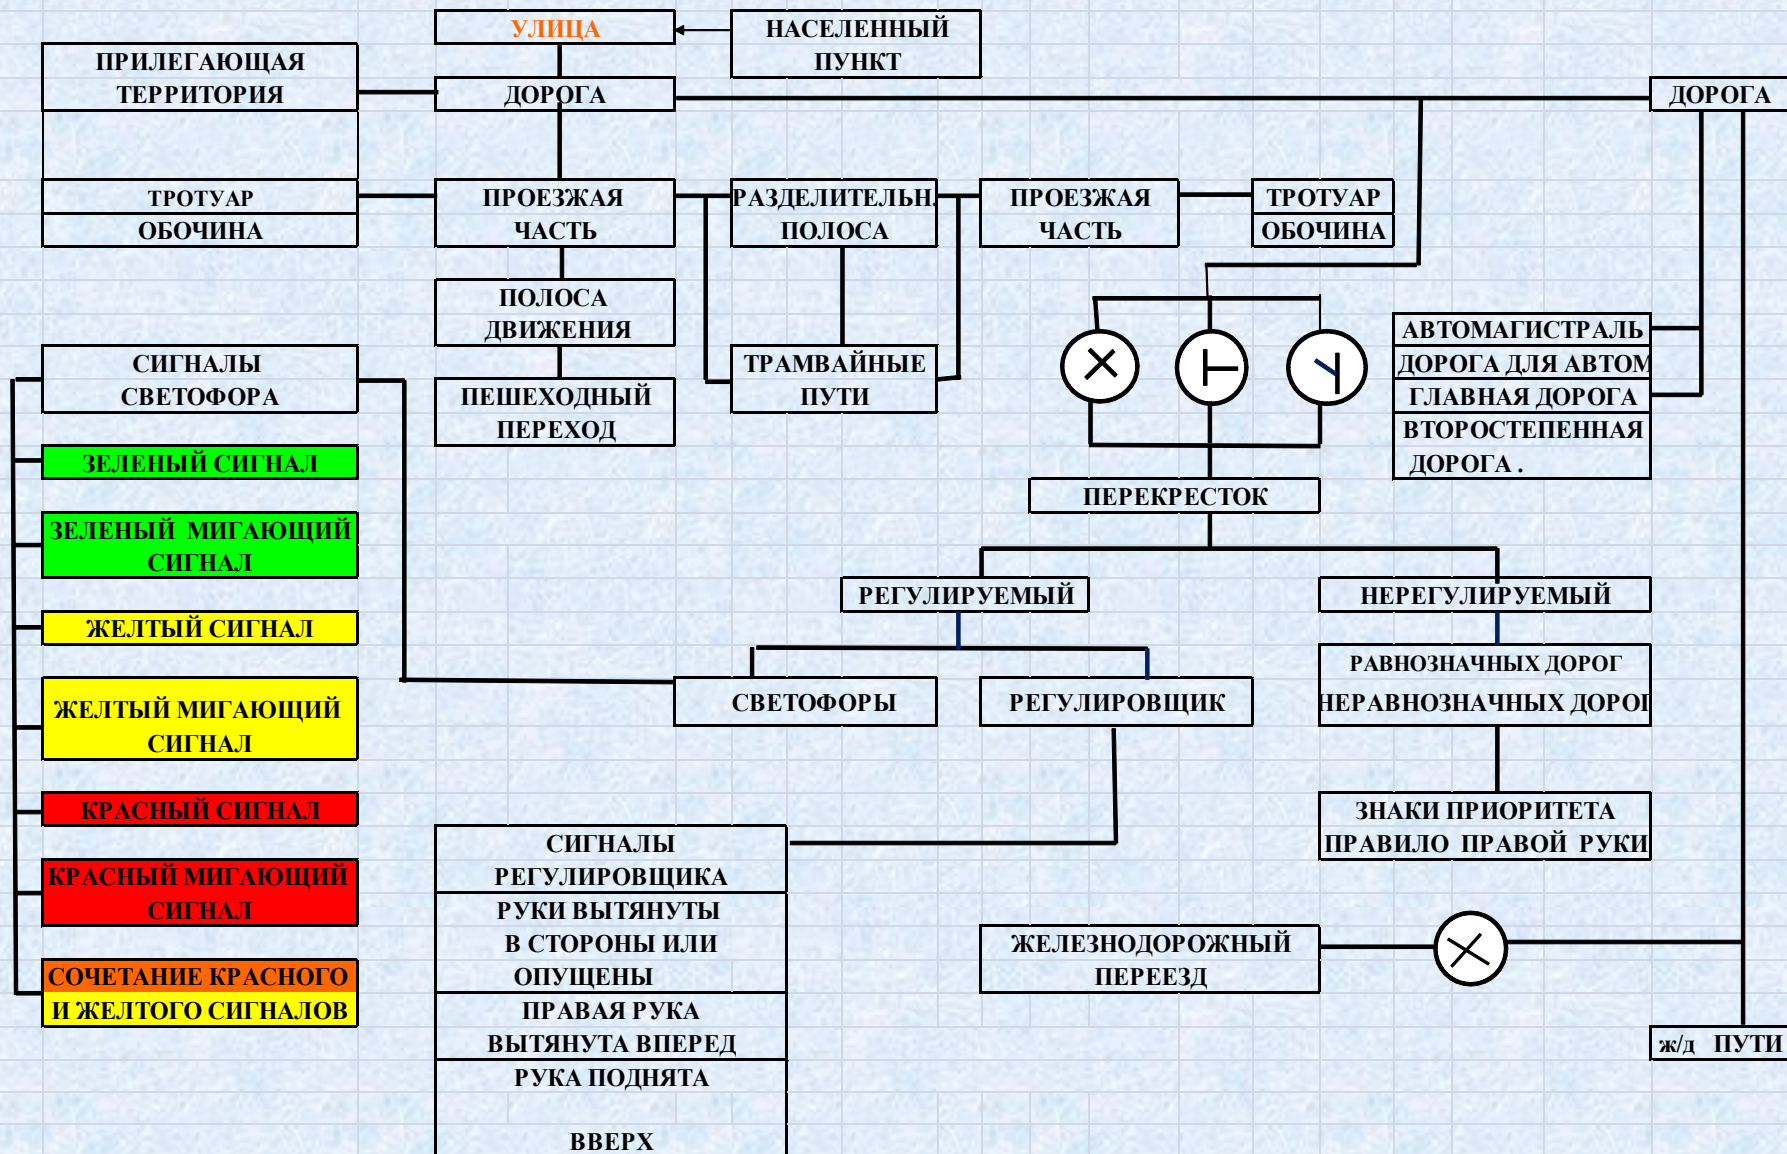 УЛИЦА
НАСЕЛЕННЫЙ
ПУНКТ
ПРИЛЕГАЮЩАЯ
ТЕРРИТОРИЯ
ДОРОГА
ДОРОГА
ТРОТУАР
ОБОЧИНА
ПРОЕЗЖАЯ
ЧАСТЬ
РАЗДЕЛИТЕЛЬН.
ПОЛОСА
ПРОЕЗЖАЯ
ЧАСТЬ
ТРОТУАР
ОБОЧИНА
ПОЛОСА
ДВИЖЕНИЯ
ПЕШЕХОДНЫЙ
ПЕРЕХОД
ТРАМВАЙНЫЕ
ПУТИ
АВТОМАГИСТРАЛЬ
ДОРОГА ДЛЯ АВТОМ
ГЛАВНАЯ ДОРОГА
ВТОРОСТЕПЕННАЯ
ДОРОГА .
СИГНАЛЫ
СВЕТОФОРА
ЗЕЛЕНЫЙ СИГНАЛ
ЗЕЛЕНЫЙ МИГАЮЩИЙ
СИГНАЛ
ЖЕЛТЫЙ СИГНАЛ
ЖЕЛТЫЙ МИГАЮЩИЙ
СИГНАЛ
КРАСНЫЙ СИГНАЛ
КРАСНЫЙ МИГАЮЩИЙ
СИГНАЛ
СОЧЕТАНИЕ КРАСНОГО
И ЖЕЛТОГО СИГНАЛОВ
ПЕРЕКРЕСТОК
РЕГУЛИРУЕМЫЙ
НЕРЕГУЛИРУЕМЫЙ
СВЕТОФОРЫ
РЕГУЛИРОВЩИК
РАВНОЗНАЧНЫХ ДОРОГ
НЕРАВНОЗНАЧНЫХ ДОРОГ
ЗНАКИ ПРИОРИТЕТА
ПРАВИЛО ПРАВОЙ РУКИ
СИГНАЛЫ
РЕГУЛИРОВЩИКА
РУКИ ВЫТЯНУТЫ
В СТОРОНЫ ИЛИ
ОПУЩЕНЫ
ПРАВАЯ РУКА
ВЫТЯНУТА ВПЕРЕД
РУКА ПОДНЯТА
ВВЕРХ
ЖЕЛЕЗНОДОРОЖНЫЙ
ПЕРЕЕЗД
ж/д ПУТИ